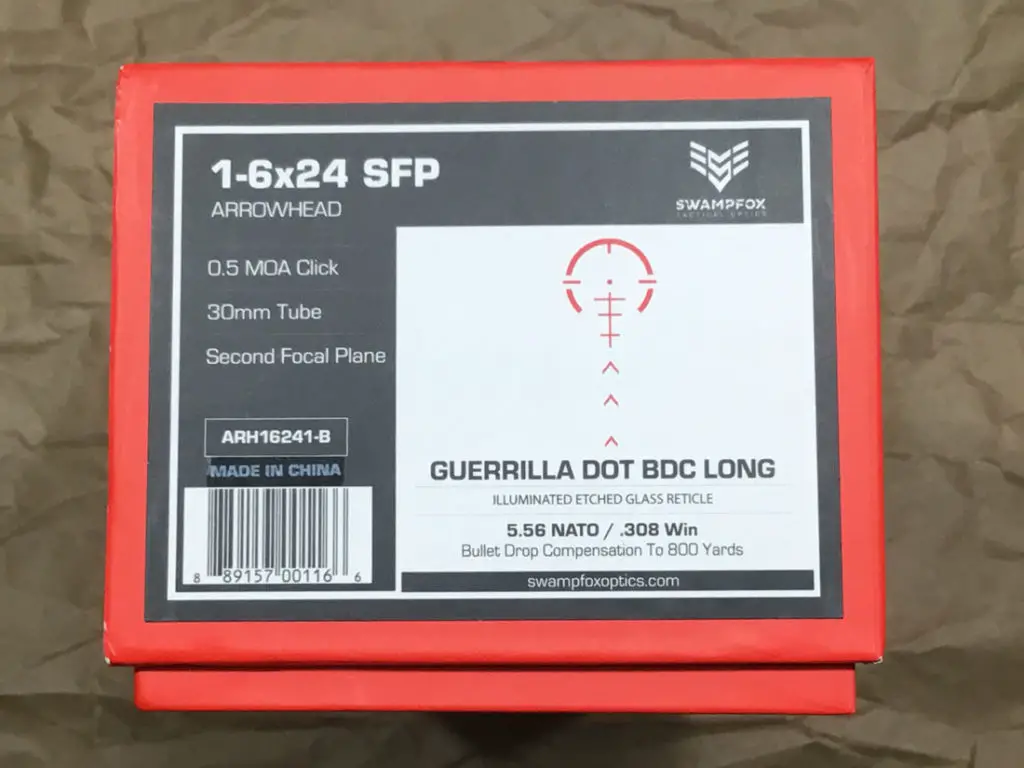 1-6x24 SFP
ARROWHEAD
SWAMPFOX
TACTICAL OPTICS
0.5 MOA Click
30mm Tube
Second Focal Plane
ARH16241-B
MADE IN CHINA
8 89157 00116 6
GUERRILLA DOT BDC LONG
ILLUMINATED ETCHED GLASS RETICLE
5.56 NATO / .308 Win
Bullet Drop Compensation To 800 Yards
swampfoxoptics.com